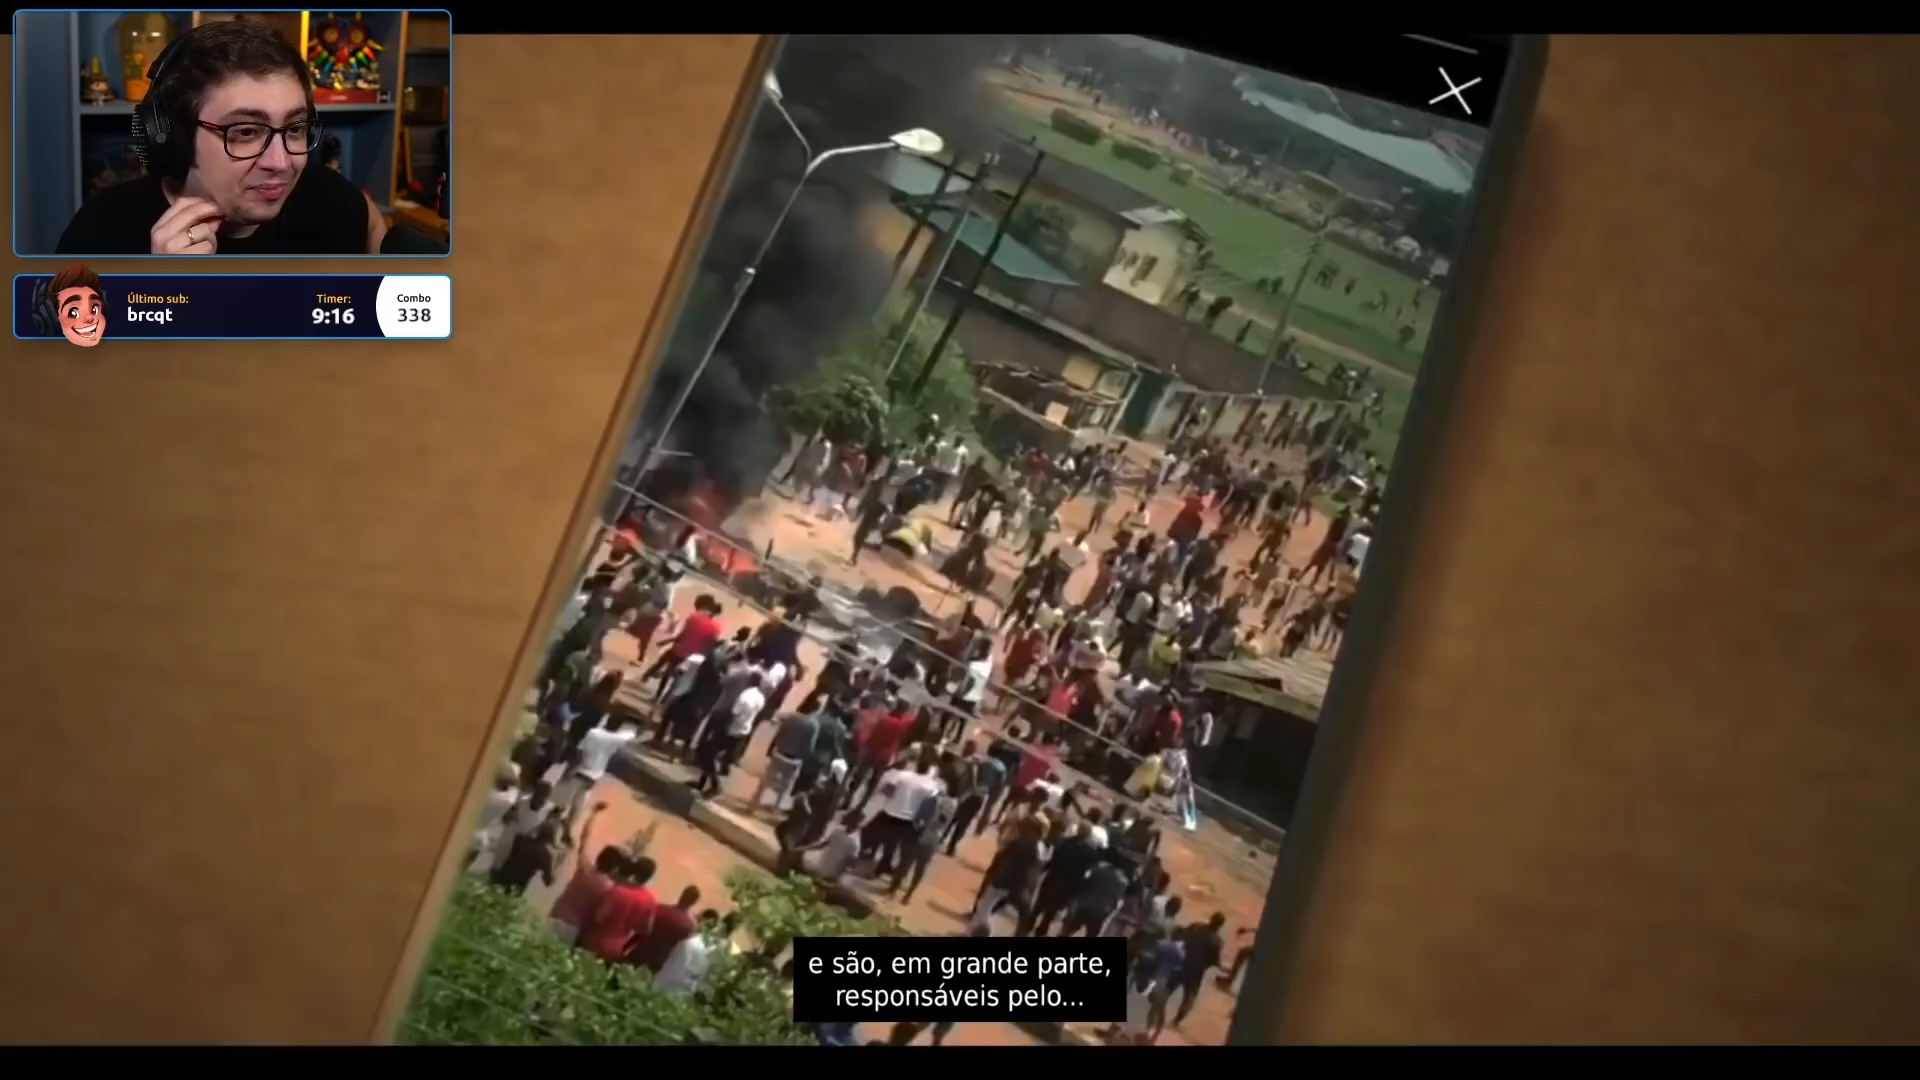 Último sub:
brcqt
Timer:
9:16
Combo
338
e são, em grande parte,
responsáveis pelo...